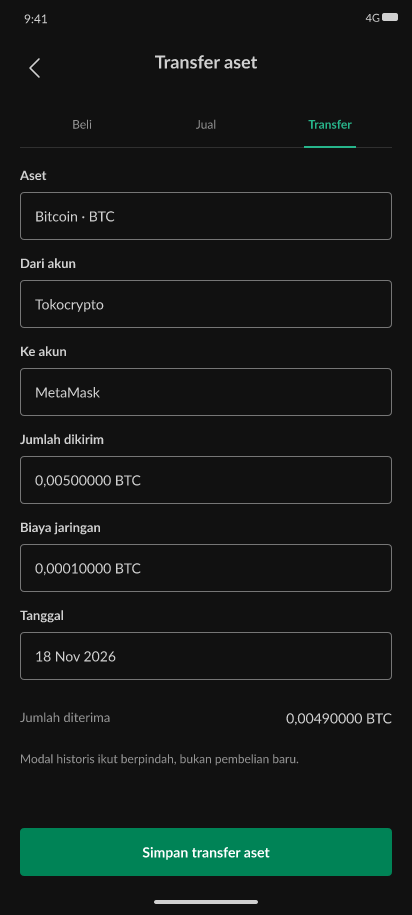 9:41
4G
Transfer aset
Beli
Jual
Transfer
Aset
Bitcoin · BTC
Dari akun
Tokocrypto
Ke akun
MetaMask
Jumlah dikirim
0,00500000 BTC
Biaya jaringan
0,00010000 BTC
Tanggal
18 Nov 2026
Jumlah diterima
0,00490000 BTC
Modal historis ikut berpindah, bukan pembelian baru.
Simpan transfer aset